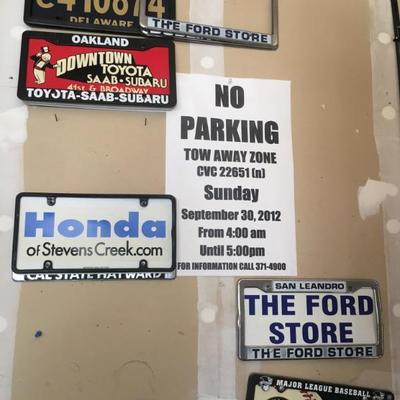 C410674
DELAWARE
THE FORD STORE
OAKLAND
DOWNTOWN
TOYOTA
SAAB • SUBARU
41st & BROADWAY
TOYOTA-SAAB-SUBARU
NO
PARKING
TOW AWAY ZONE
CVC 22651 (n)
Sunday
September 30, 2012
From 4:00 am
Until 5:00pm
FOR INFORMATION CALL 371-4900
Honda
of StevensCreek.com
CAL STATE HAYWARD
SAN LEANDRO
THE FORD
STORE
THE FORD STORE
MAJOR LEAGUE BASEBALL